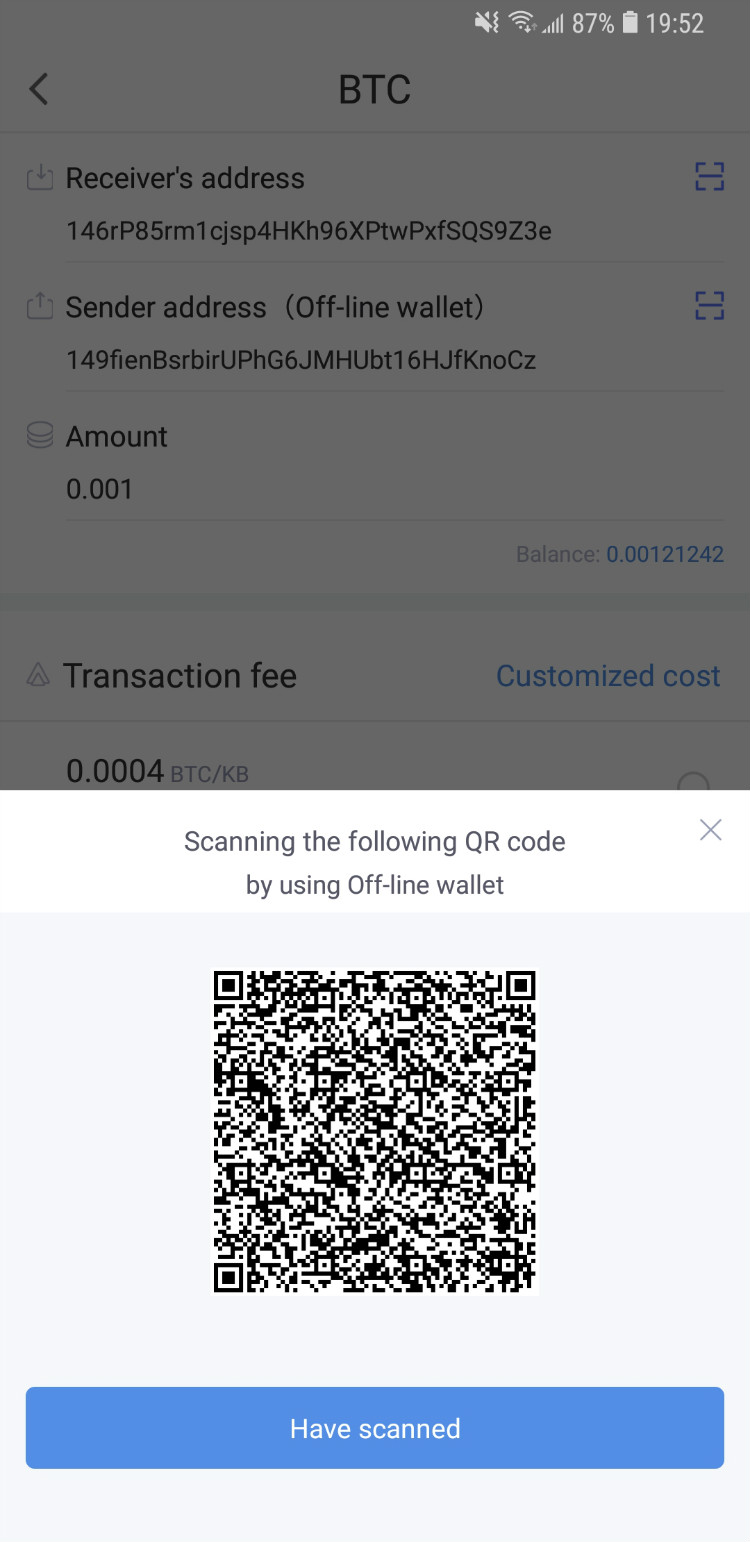 87% 19:52
BTC
Receiver's address
146rP85rm1cjsp4HKh96XPtwPxfSQS9Z3e
Sender address（Off-line wallet）
149fienBsrbirUPhG6JMHUbt16HJfKnoCz
Amount
0.001
Balance: 0.00121242
Transaction fee Customized cost
0.0004 BTC/KB
Scanning the following QR code
by using Off-line wallet
Have scanned